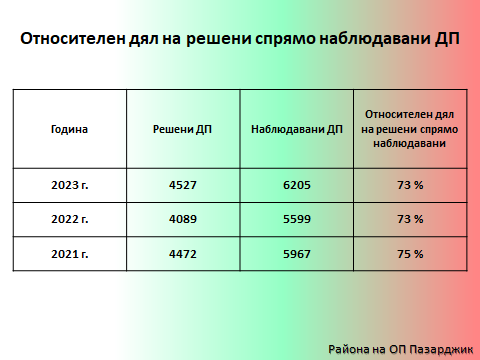 Относителен дял на решени спрямо наблюдавани ДП
Година Решени ДП Наблюдавани ДП Относителен дял
на решени спрямо
наблюдавани
2023 г. 4527 6205 73 %
2022 г. 4089 5599 73 %
2021 г. 4472 5967 75 %
Района на ОП Пазарджик